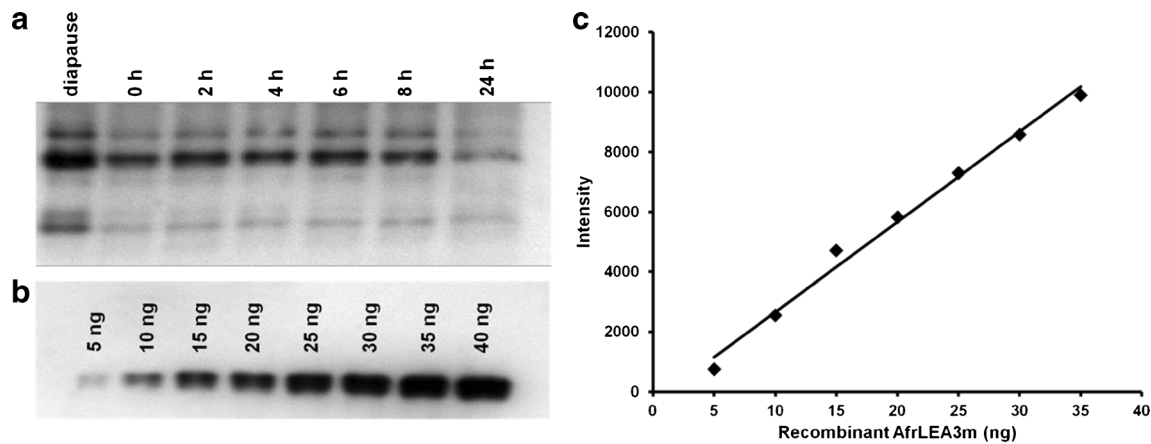 a
diapause
0 h
2 h
4 h
6 h
8 h
24 h
b
5 ng
10 ng
15 ng
20 ng
25 ng
30 ng
35 ng
40 ng
c
12000
10000
8000
6000
4000
2000
0
Intensity
0 5 10 15 20 25 30 35 40
Recombinant AfrLEA3m (ng)